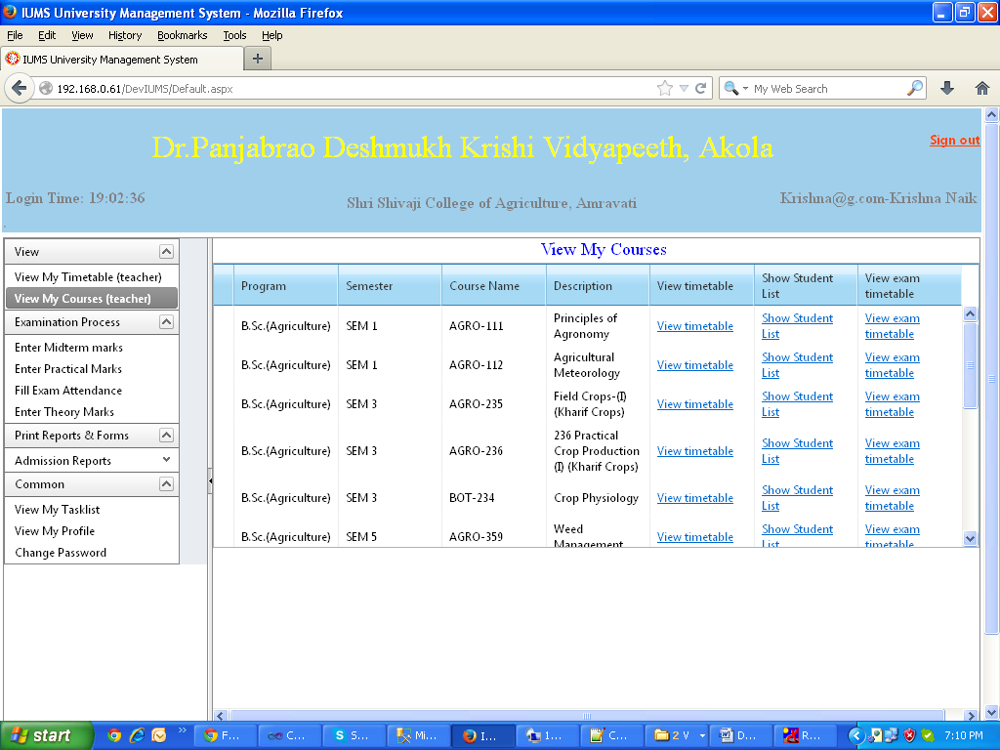 IUMS University Management System - Mozilla Firefox
File Edit View History Bookmarks Tools Help
IUMS University Management System
192.168.0.61/DevIUMS/Default.aspx
My Web Search
Dr.Panjabrao Deshmukh Krishi Vidyapeeth, Akola
Sign out
Login Time: 19:02:36
Shri Shivaji College of Agriculture, Amravati
Krishna@g.com-Krishna Naik
View
View My Timetable (teacher)
View My Courses (teacher)
Examination Process
Enter Midterm marks
Enter Practical Marks
Fill Exam Attendance
Enter Theory Marks
Print Reports & Forms
Admission Reports
Common
View My Tasklist
View My Profile
Change Password
View My Courses
Program Semester Course Name Description View timetable Show Student List View exam timetable
B.Sc.(Agriculture) SEM 1 AGRO-111 Principles of Agronomy View timetable Show Student List View exam timetable
B.Sc.(Agriculture) SEM 1 AGRO-112 Agricultural Meteorology View timetable Show Student List View exam timetable
B.Sc.(Agriculture) SEM 3 AGRO-235 Field Crops-(I) (Kharif Crops) View timetable Show Student List View exam timetable
B.Sc.(Agriculture) SEM 3 AGRO-236 236 Practical Crop Production (I) (Kharif Crops) View timetable Show Student List View exam timetable
B.Sc.(Agriculture) SEM 3 BOT-234 Crop Physiology View timetable Show Student List View exam timetable
B.Sc.(Agriculture) SEM 5 AGRO-359 Weed Management View timetable Show Student List View exam timetable
start
F... C... S... Mi... I... 1... C... 2 V D... R...
7:10 PM